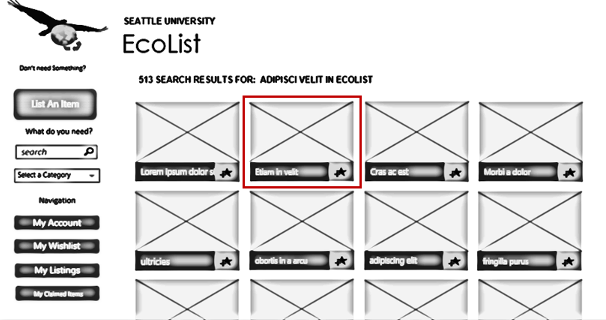 SEATTLE UNIVERSITY
EcoList
Don't need Something?
513 SEARCH RESULTS FOR: ADIPISCI VELIT IN ECOLIST
List An Item
What do you need?
search
Select a Category
Navigation
My Account
My Wishlist
My Listings
My Claimed Items
Lorem ipsum dolor s
Etiam in velit
Cras ac est
Morbi a dolor
ultricies
obortis in a arcu
adipiscing elit
fringilla purus